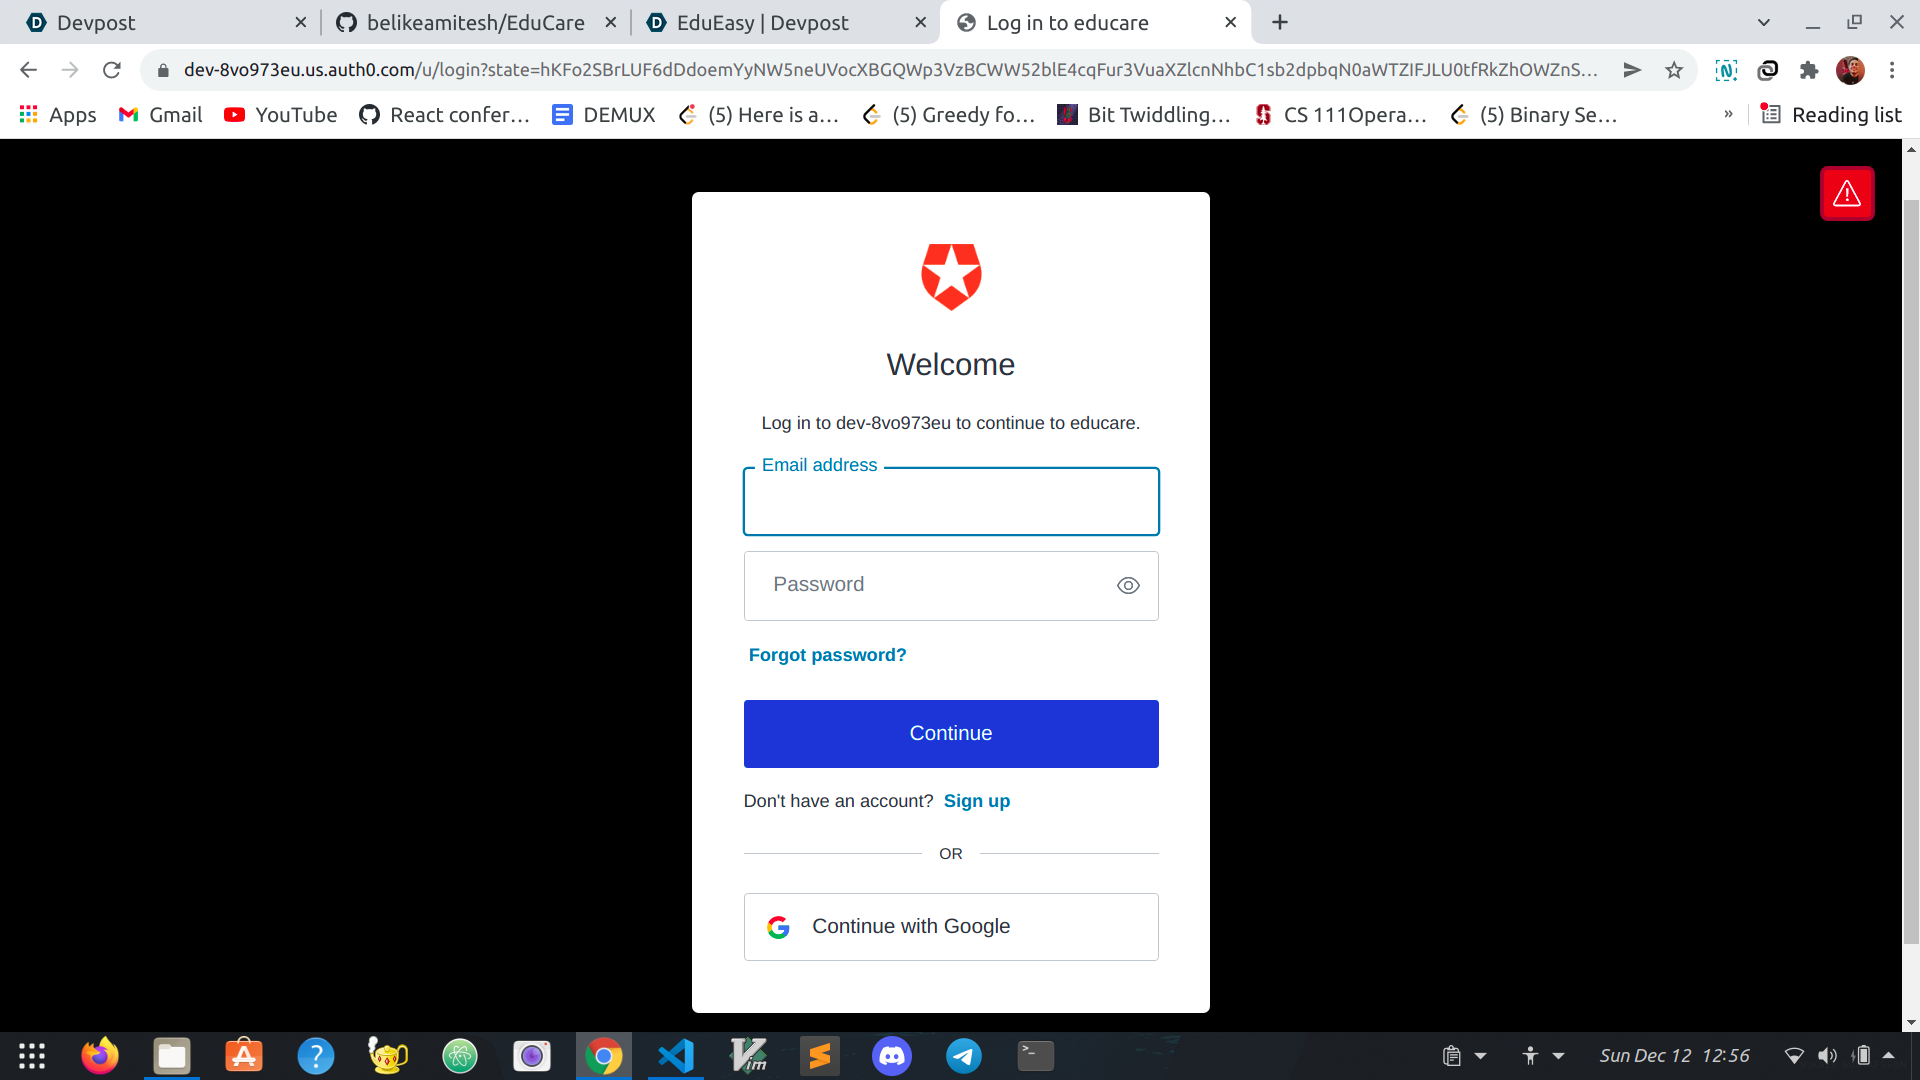 Devpost
belikeamitesh/EduCare
EduEasy | Devpost
Log in to educare
dev-8vo973eu.us.auth0.com/u/login?state=hKFo2SBrLUF6dDdoemYyNW5neUVocXBGQWp3VzBCWW52blE4cqFur3VuaXZlcnNhbC1sb2dpbqN0aWTZIFJLU0tfRkZhOWZnS...
Apps
Gmail
YouTube
React confer...
DEMUX
(5) Here is a...
(5) Greedy fo...
Bit Twiddling...
CS 111Opera...
(5) Binary Se...
»
Reading list
Welcome
Log in to dev-8vo973eu to continue to educare.
Email address
Password
Forgot password?
Continue
Don't have an account? Sign up
OR
Continue with Google
Sun Dec 12 12:56